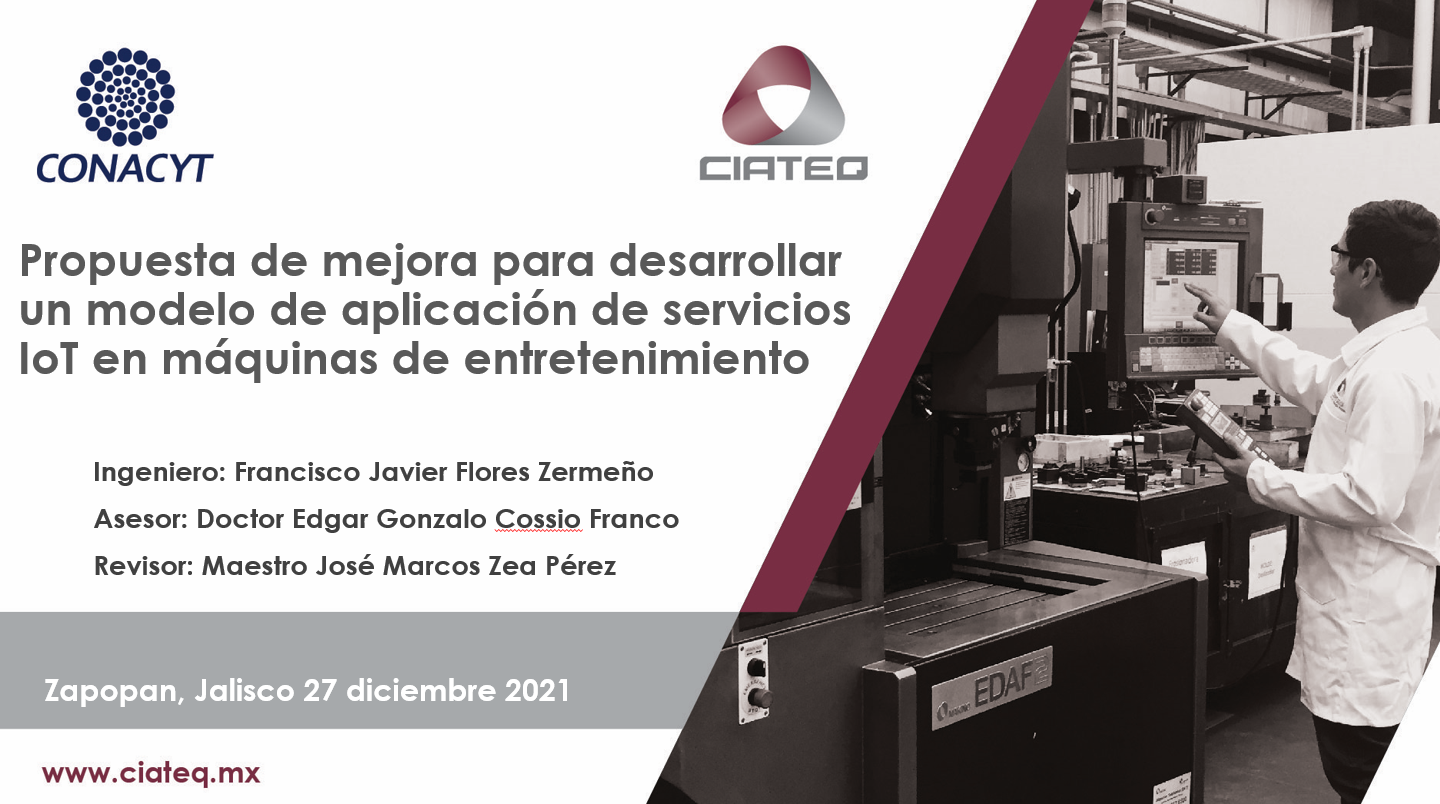 CONACYT
CIATEQ
Propuesta de mejora para desarrollar
un modelo de aplicación de servicios
IoT en máquinas de entretenimiento
Ingeniero: Francisco Javier Flores Zermeño
Asesor: Doctor Edgar Gonzalo Cossio Franco
Revisor: Maestro José Marcos Zea Pérez
Zapopan, Jalisco 27 diciembre 2021
www.ciateq.mx
MAKINO
EDAF2